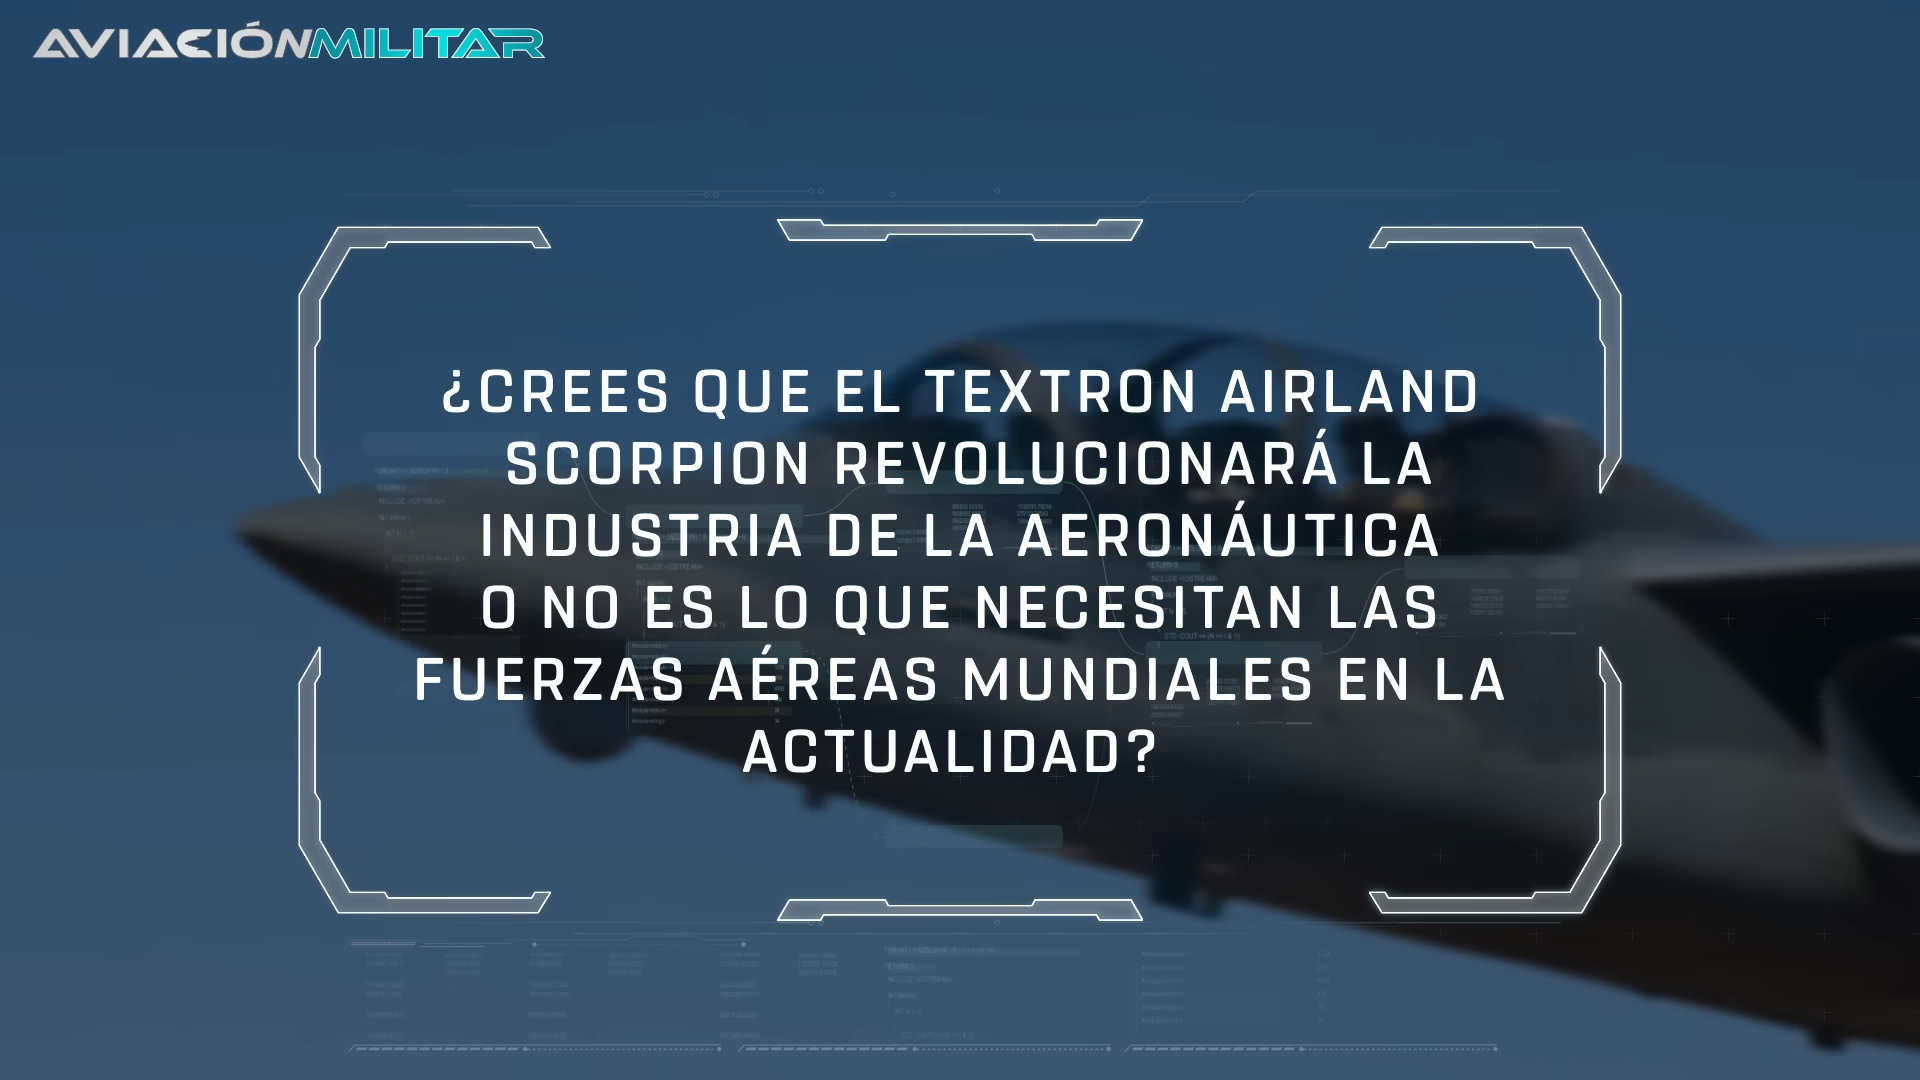 AVIACIÓNMILITAR
¿CREES QUE EL TEXTRON AIRLAND
SCORPION REVOLUCIONARÁ LA
INDUSTRIA DE LA AERONÁUTICA
O NO ES LO QUE NECESITAN LAS
FUERZAS AÉREAS MUNDIALES EN LA
ACTUALIDAD?